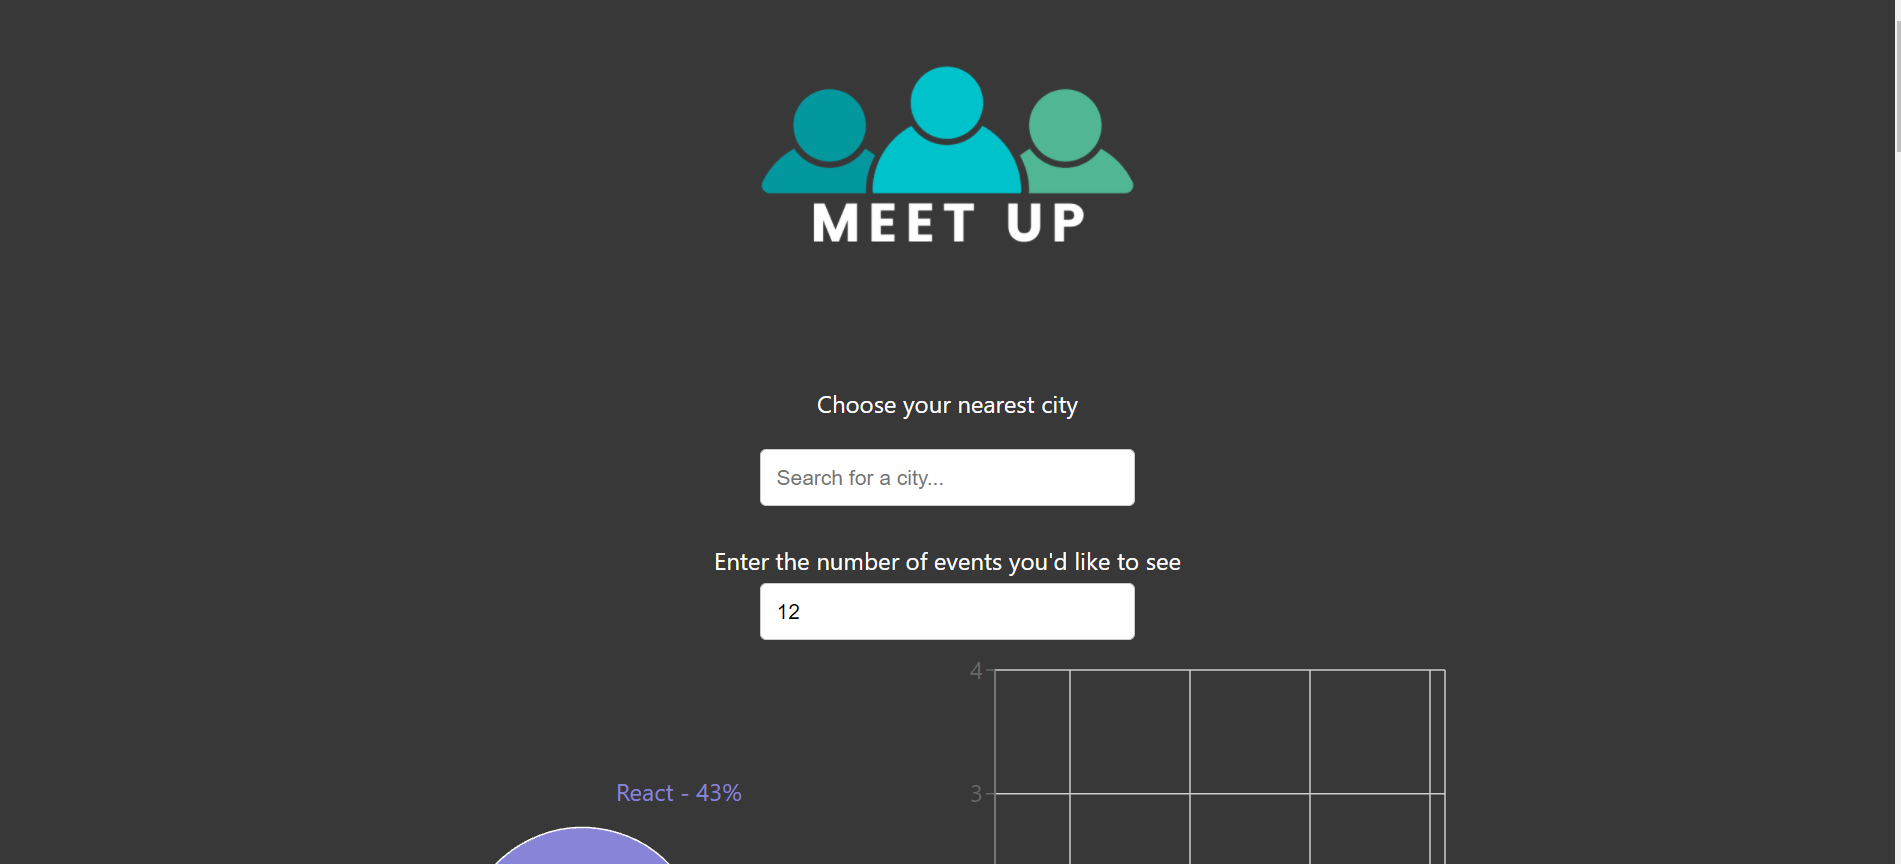 MEET UP
Choose your nearest city
Search for a city...
Enter the number of events you'd like to see
12
4
React - 43%
3